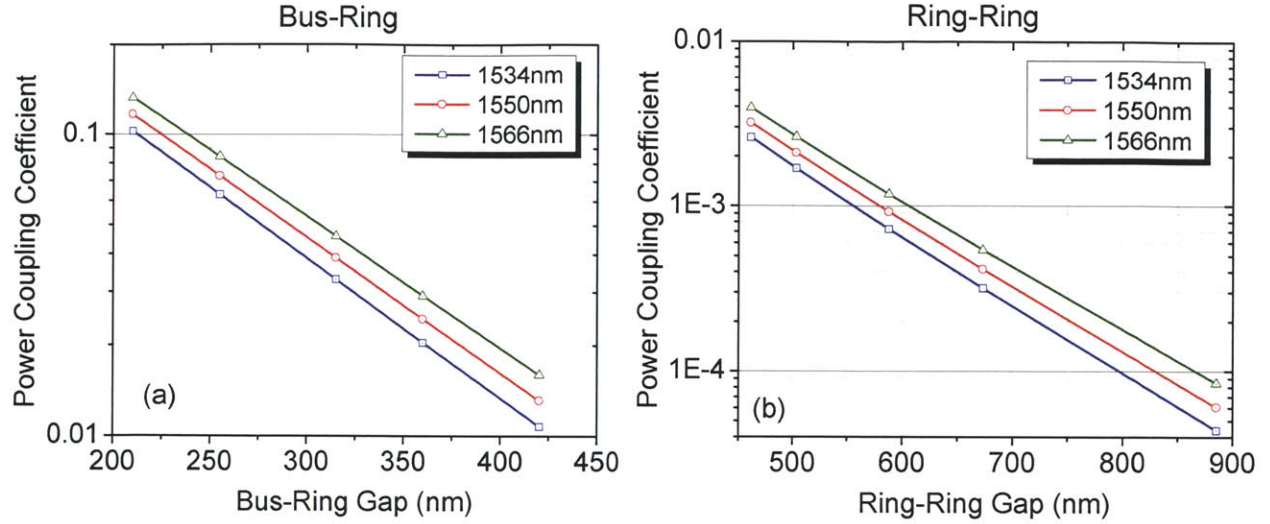 Bus-Ring
Power Coupling Coefficient
0.1
0.01
1534nm
1550nm
1566nm
(a)
200 250 300 350 400 450
Bus-Ring Gap (nm)
Ring-Ring
Power Coupling Coefficient
0.01
1E-3
1E-4
1534nm
1550nm
1566nm
(b)
500 600 700 800 900
Ring-Ring Gap (nm)